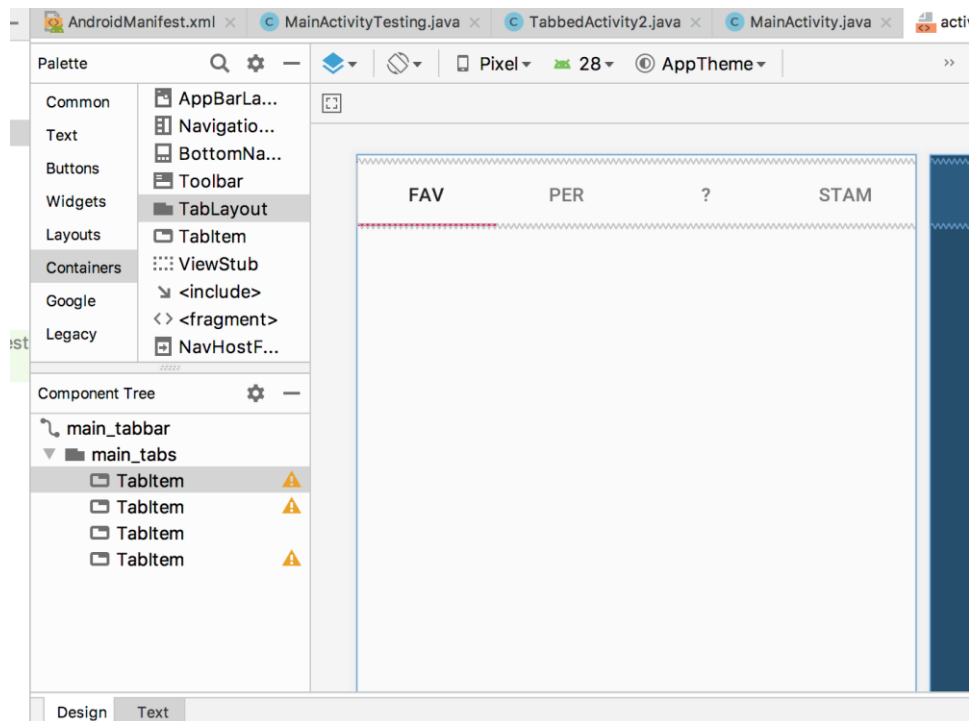 AndroidManifest.xml × MainActivityTesting.java × TabbedActivity2.java × MainActivity.java × activ
Palette Pixel 28 AppTheme »
Common
Text
Buttons
Widgets
Layouts
Containers
Google
Legacy
AppBarLa...
Navigatio...
BottomNa...
Toolbar
TabLayout
TabItem
ViewStub
<include>
<fragment>
NavHostF...
est
FAV PER ? STAM
Component Tree
main_tabbar
main_tabs
TabItem
TabItem
TabItem
TabItem
Design Text